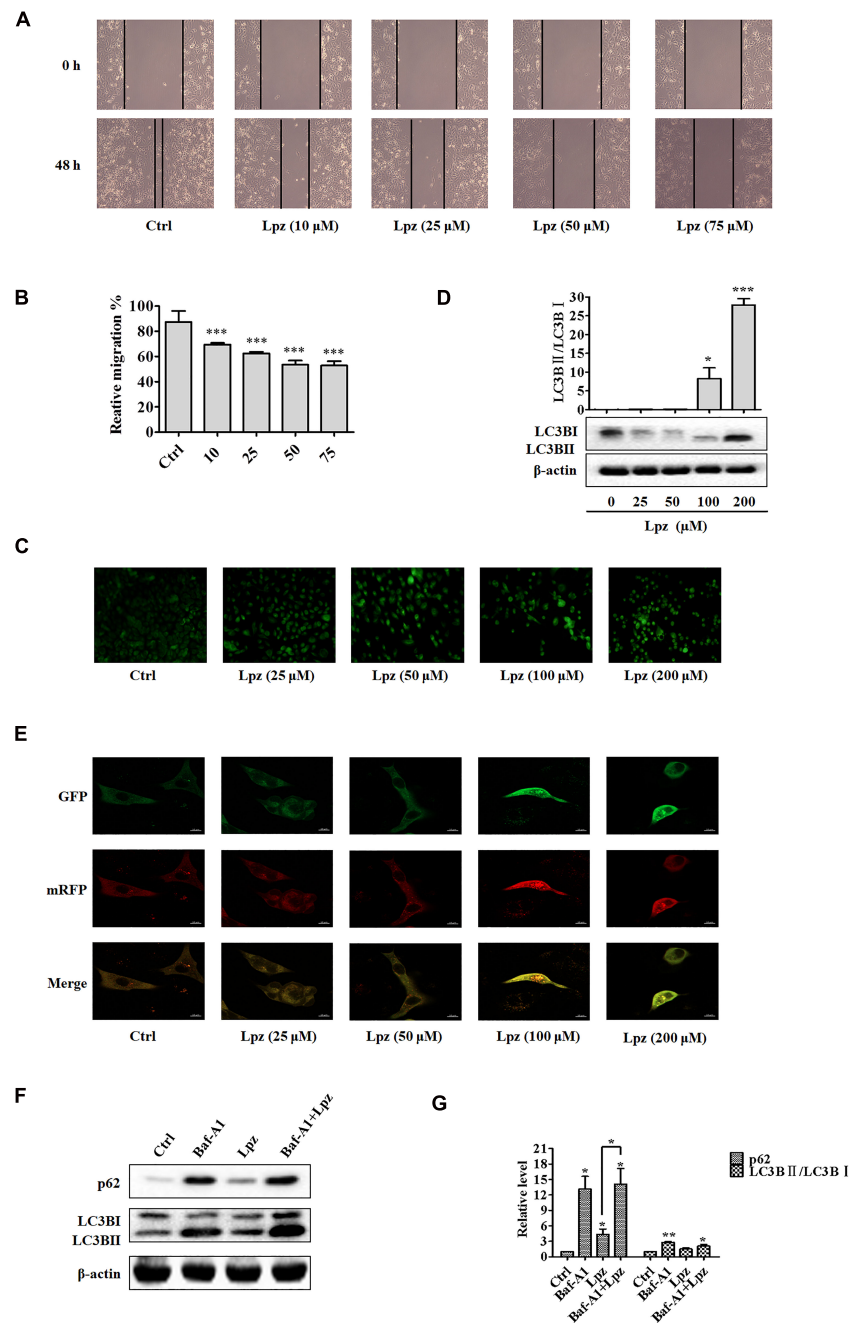 A
0 h
48 h
Ctrl Lpz (10 μM) Lpz (25 μM) Lpz (50 μM) Lpz (75 μM)
B
Reative migration %
100
80
60
40
20
0
*** *** *** ***
Ctrl 10 25 50 75
D
LC3BⅡ/LC3BⅠ
30
25
20
15
10
5
0
* ***
LC3BI
LC3BII
β-actin
0 25 50 100 200
Lpz (μM)
C
Ctrl Lpz (25 μM) Lpz (50 μM) Lpz (100 μM) Lpz (200 μM)
E
GFP
mRFP
Merge
Ctrl Lpz (25 μM) Lpz (50 μM) Lpz (100 μM) Lpz (200 μM)
F
Ctrl Baf-A1 Lpz Baf-A1+Lpz
p62
LC3BI
LC3BII
β-actin
G
Relative level
21
18
15
12
9
6
3
0
* * * * ** *
p62
LC3BⅡ/LC3BⅠ
Ctrl Baf-A1 Lpz Baf-A1+Lpz Ctrl Baf-A1 Lpz Baf-A1+Lpz